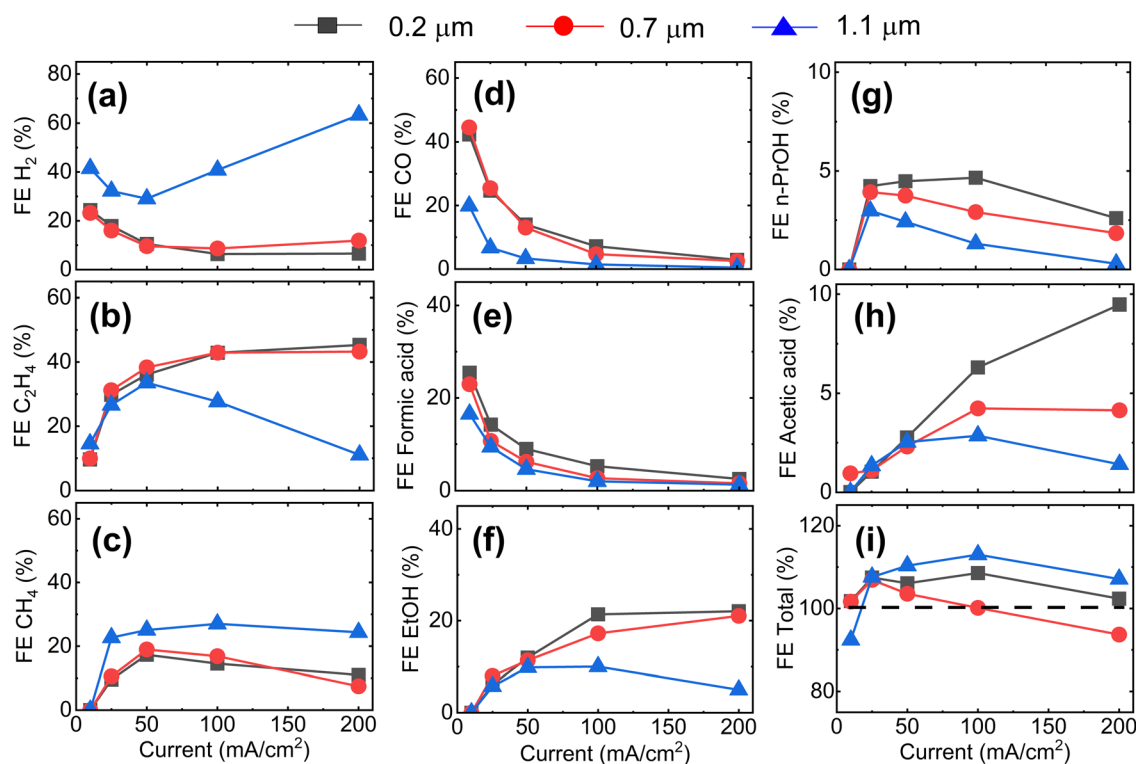 0.2 μm 0.7 μm 1.1 μm
(a)
FE H2 (%)
80
60
40
20
0
(b)
FE C2H4 (%)
60
40
20
0
(c)
FE CH4 (%)
60
40
20
0
0 50 100 150 200
Current (mA/cm²)
(d)
FE CO (%)
60
40
20
0
(e)
FE Formic acid (%)
40
20
0
(f)
FE EtOH (%)
40
20
0
0 50 100 150 200
Current (mA/cm²)
(g)
FE n-PrOH (%)
10
5
0
(h)
FE Acetic acid (%)
10
5
0
(i)
FE Total (%)
120
100
80
0 50 100 150 200
Current (mA/cm²)